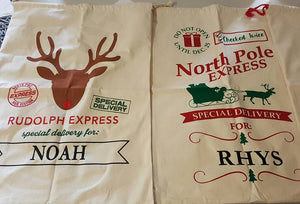 EXPRESS
SPECIAL
DELIVERY
RUDOLPH EXPRESS
special delivery for:
NOAH
DO NOT OPEN
UNTIL DEC. 25
Checked twice
North Pole
EXPRESS
SPECIAL DELIVERY
FOR:
RHYS